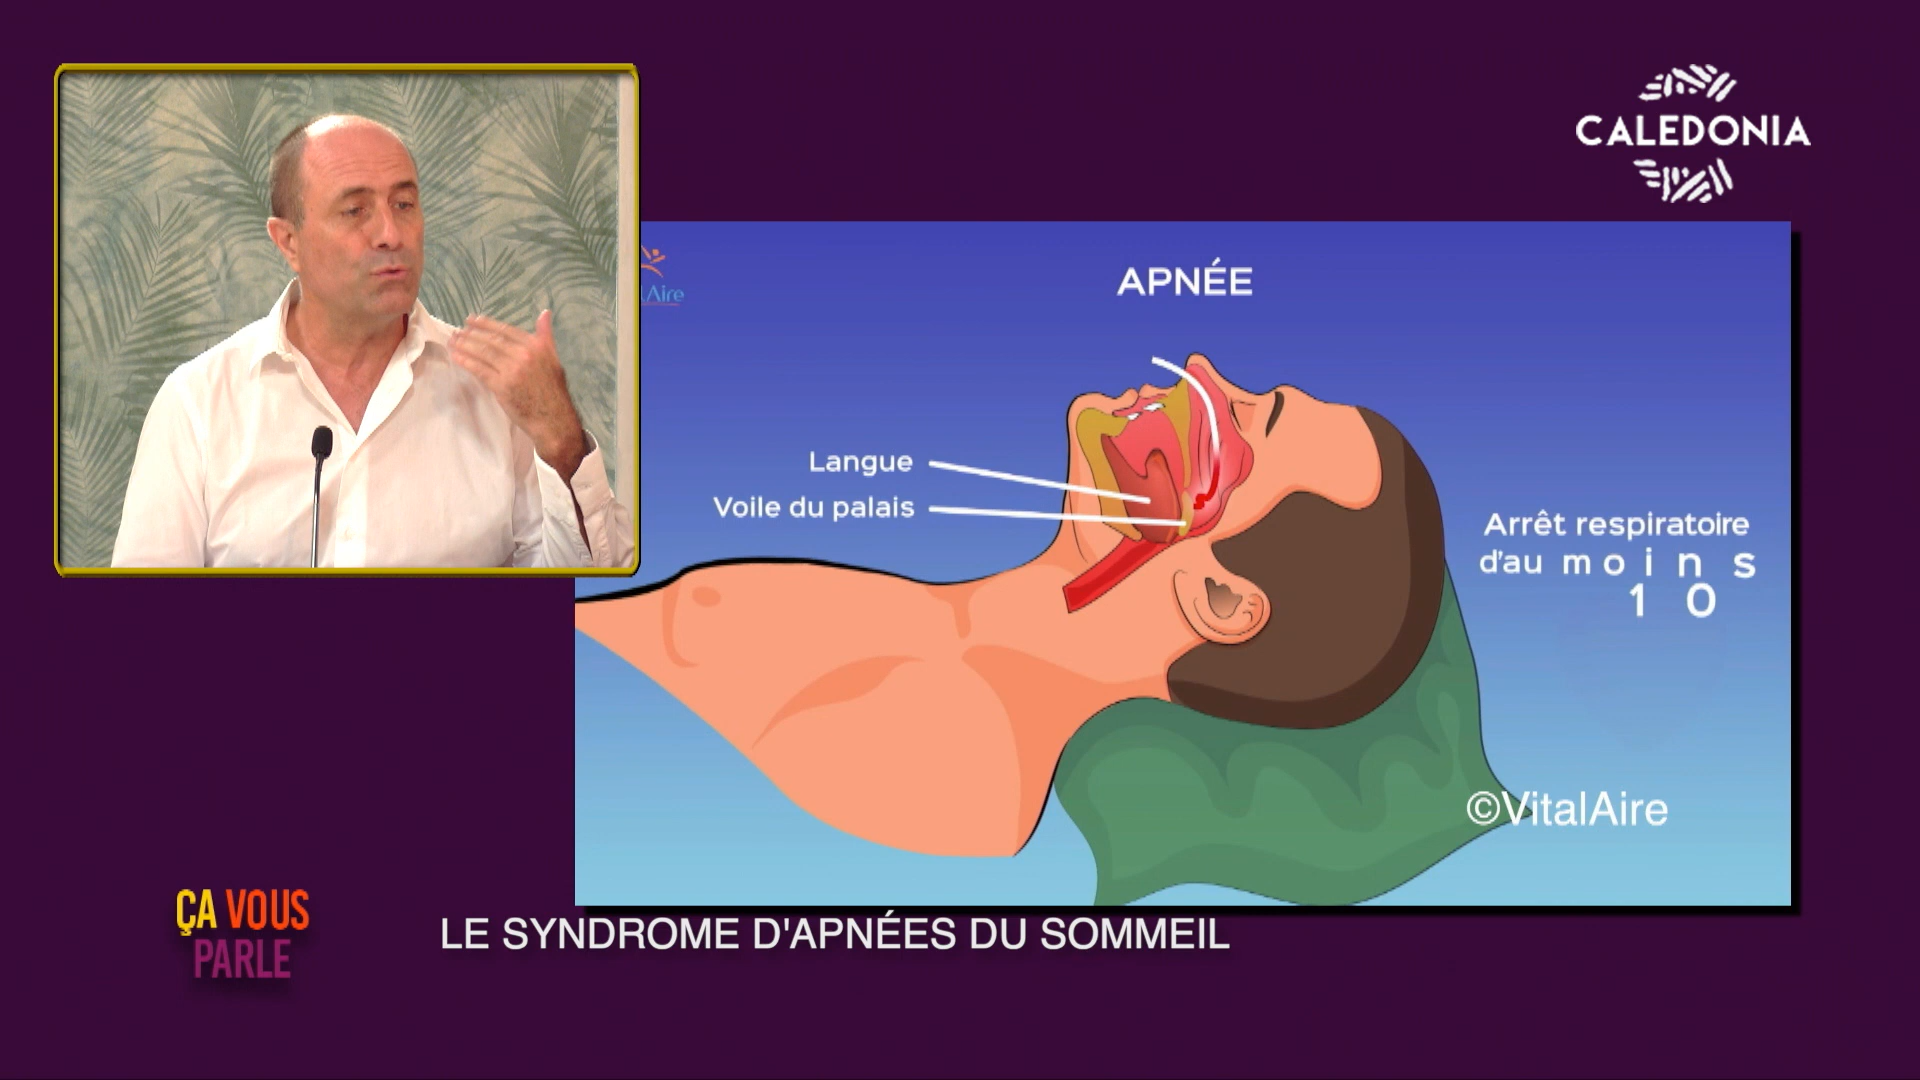 CALEDONIA
Aire
APNÉE
Langue
Voile du palais
Arrêt respiratoire
d'au moins
10
©VitalAire
ÇA VOUS
PARLE
LE SYNDROME D'APNÉES DU SOMMEIL